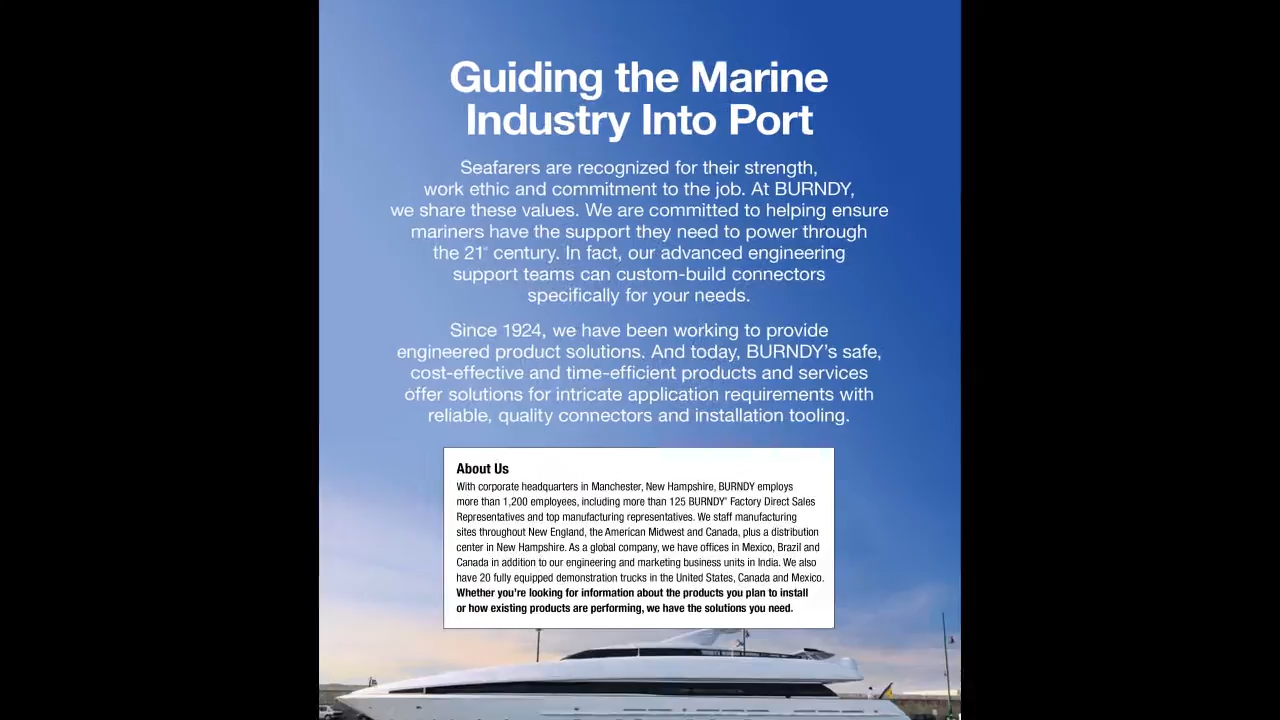 Guiding the Marine
Industry Into Port
Seafarers are recognized for their strength,
work ethic and commitment to the job. At BURNDY,
we share these values. We are committed to helping ensure
mariners have the support they need to power through
the 21st century. In fact, our advanced engineering
support teams can custom-build connectors
specifically for your needs.
Since 1924, we have been working to provide
engineered product solutions. And today, BURNDY’s safe,
cost-effective and time-efficient products and services
offer solutions for intricate application requirements with
reliable, quality connectors and installation tooling.
About Us
With corporate headquarters in Manchester, New Hampshire, BURNDY employs
more than 1,200 employees, including more than 125 BURNDY® Factory Direct Sales
Representatives and top manufacturing representatives. We staff manufacturing
sites throughout New England, the American Midwest and Canada, plus a distribution
center in New Hampshire. As a global company, we have offices in Mexico, Brazil and
Canada in addition to our engineering and marketing business units in India. We also
have 20 fully equipped demonstration trucks in the United States, Canada and Mexico.
Whether you’re looking for information about the products you plan to install
or how existing products are performing, we have the solutions you need.